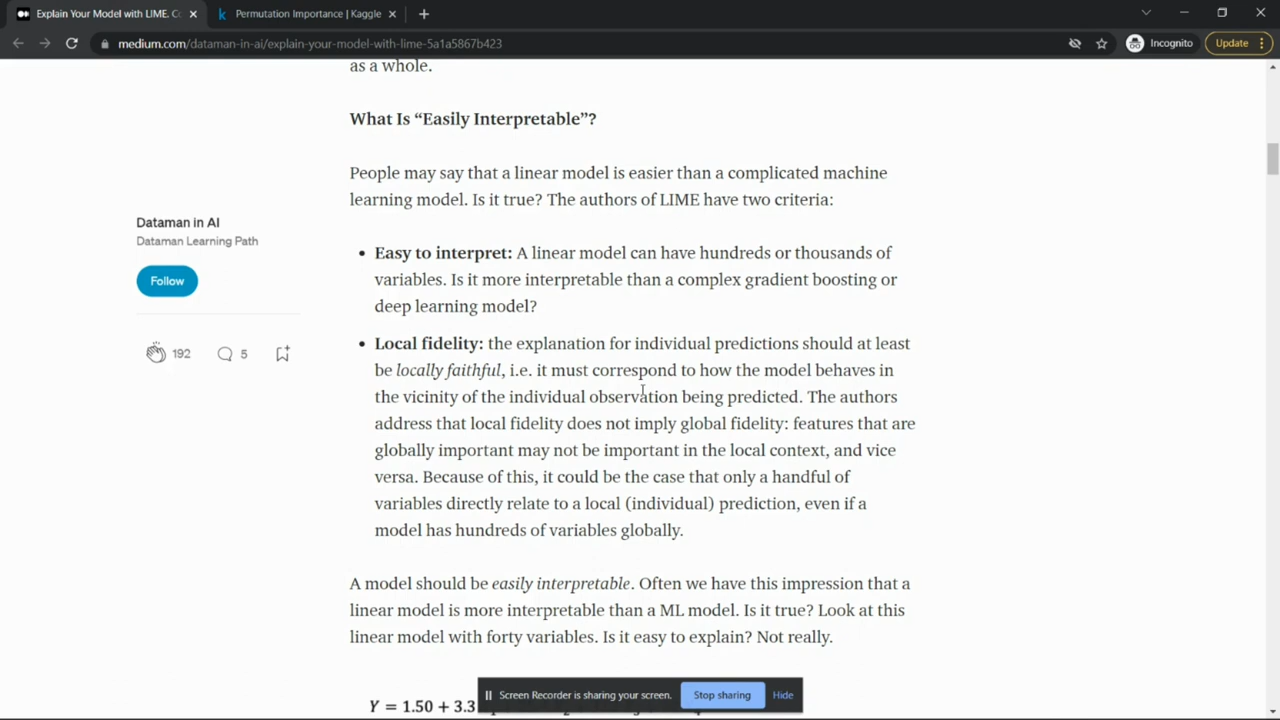 Explain Your Model with LIME. Co
Permutation Importance | Kaggle
medium.com/dataman-in-ai/explain-your-model-with-lime-5a1a5867b423
Incognito
Update
as a whole.
What Is “Easily Interpretable”?
People may say that a linear model is easier than a complicated machine
learning model. Is it true? The authors of LIME have two criteria:
Dataman in AI
Dataman Learning Path
Follow
192
5
• Easy to interpret: A linear model can have hundreds or thousands of
variables. Is it more interpretable than a complex gradient boosting or
deep learning model?
• Local fidelity: the explanation for individual predictions should at least
be locally faithful, i.e. it must correspond to how the model behaves in
the vicinity of the individual observation being predicted. The authors
address that local fidelity does not imply global fidelity: features that are
globally important may not be important in the local context, and vice
versa. Because of this, it could be the case that only a handful of
variables directly relate to a local (individual) prediction, even if a
model has hundreds of variables globally.
A model should be easily interpretable. Often we have this impression that a
linear model is more interpretable than a ML model. Is it true? Look at this
linear model with forty variables. Is it easy to explain? Not really.
Y = 1.50 + 3.3
Screen Recorder is sharing your screen.
Stop sharing
Hide